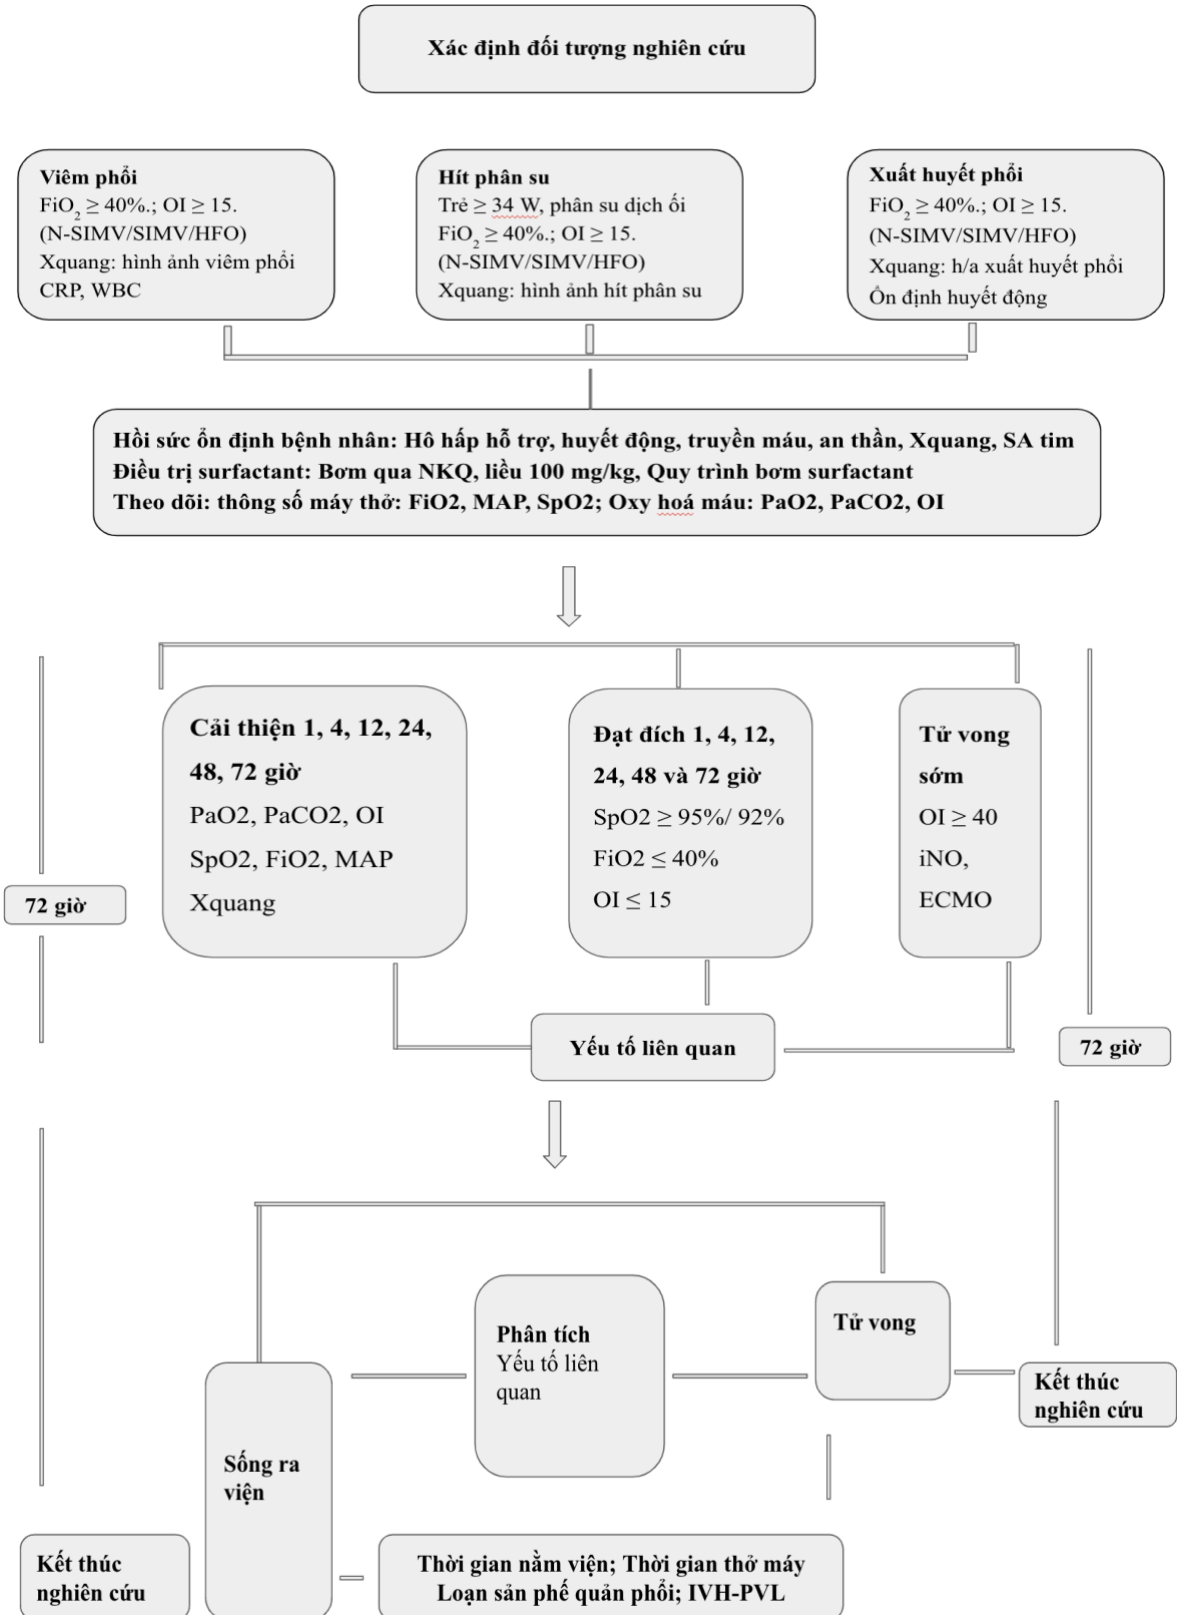 Xác định đối tượng nghiên cứu
Viêm phổi
FiO₂ ≥ 40%.; OI ≥ 15.
(N-SIMV/SIMV/HFO)
Xquang: hình ảnh viêm phổi
CRP, WBC
Hít phân su
Trẻ ≥ 34 W, phân su dịch ối
FiO₂ ≥ 40%.; OI ≥ 15.
(N-SIMV/SIMV/HFO)
Xquang: hình ảnh hít phân su
Xuất huyết phổi
FiO₂ ≥ 40%.; OI ≥ 15.
(N-SIMV/SIMV/HFO)
Xquang: h/a xuất huyết phổi
Ổn định huyết động
Hồi sức ổn định bệnh nhân: Hô hấp hỗ trợ, huyết động, truyền máu, an thần, Xquang, SA tim
Điều trị surfactant: Bơm qua NKQ, liều 100 mg/kg, Quy trình bơm surfactant
Theo dõi: thông số máy thở: FiO2, MAP, SpO2; Oxy hoá máu: PaO2, PaCO2, OI
Cải thiện 1, 4, 12, 24,
48, 72 giờ
PaO2, PaCO2, OI
SpO2, FiO2, MAP
Xquang
Đạt đích 1, 4, 12,
24, 48 và 72 giờ
SpO2 ≥ 95%/ 92%
FiO2 ≤ 40%
OI ≤ 15
Tử vong
sớm
OI ≥ 40
iNO,
ECMO
72 giờ
Yếu tố liên quan
72 giờ
Phân tích
Yếu tố liên
quan
Tử vong
Kết thúc
nghiên cứu
Sống ra
viện
Kết thúc
nghiên cứu
Thời gian nằm viện; Thời gian thở máy
Loạn sản phế quản phổi; IVH-PVL